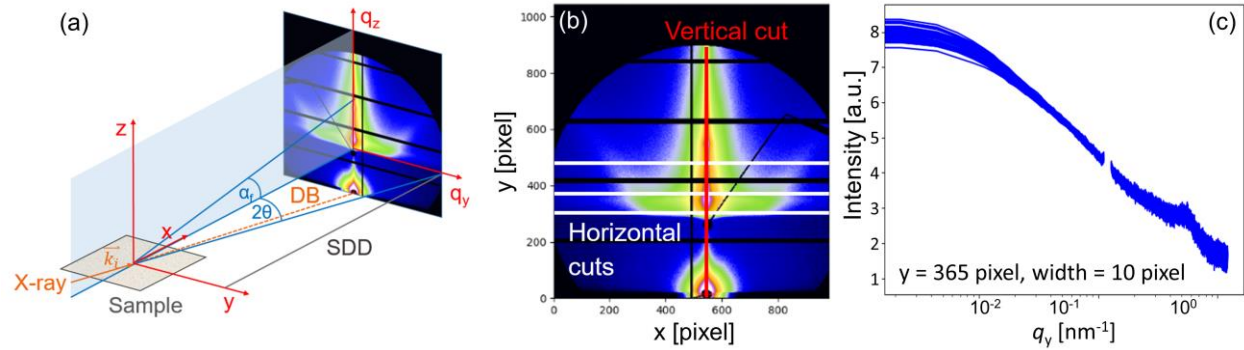 (a)
q_z
z
α_f
DB
2θ
q_y
x
SDD
k_i
X-ray
Sample
y
(b)
Vertical cut
1000
800
600
400
200
0
y [pixel]
Horizontal
cuts
0 200 400 600 800
x [pixel]
(c)
8
7
6
5
4
3
2
1
Intensity [a.u.]
y = 365 pixel, width = 10 pixel
10⁻² 10⁻¹ 10⁰
q_y [nm⁻¹]